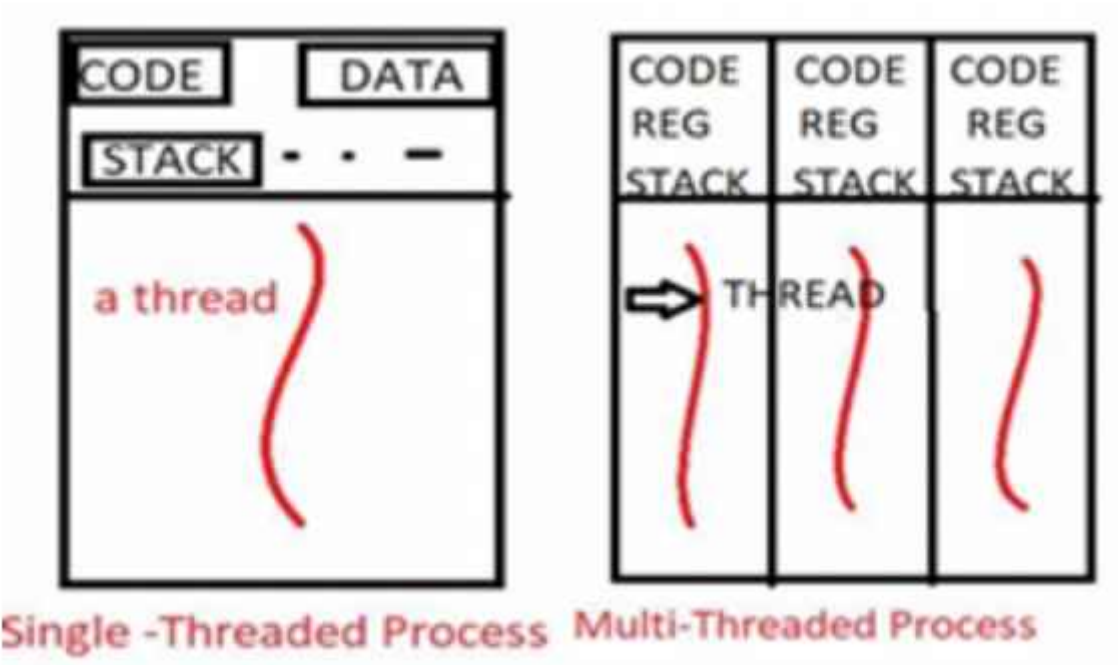 CODE DATA
STACK
a thread
Single -Threaded Process
CODE CODE CODE
REG REG REG
STACK STACK STACK
THREAD
Multi-Threaded Process